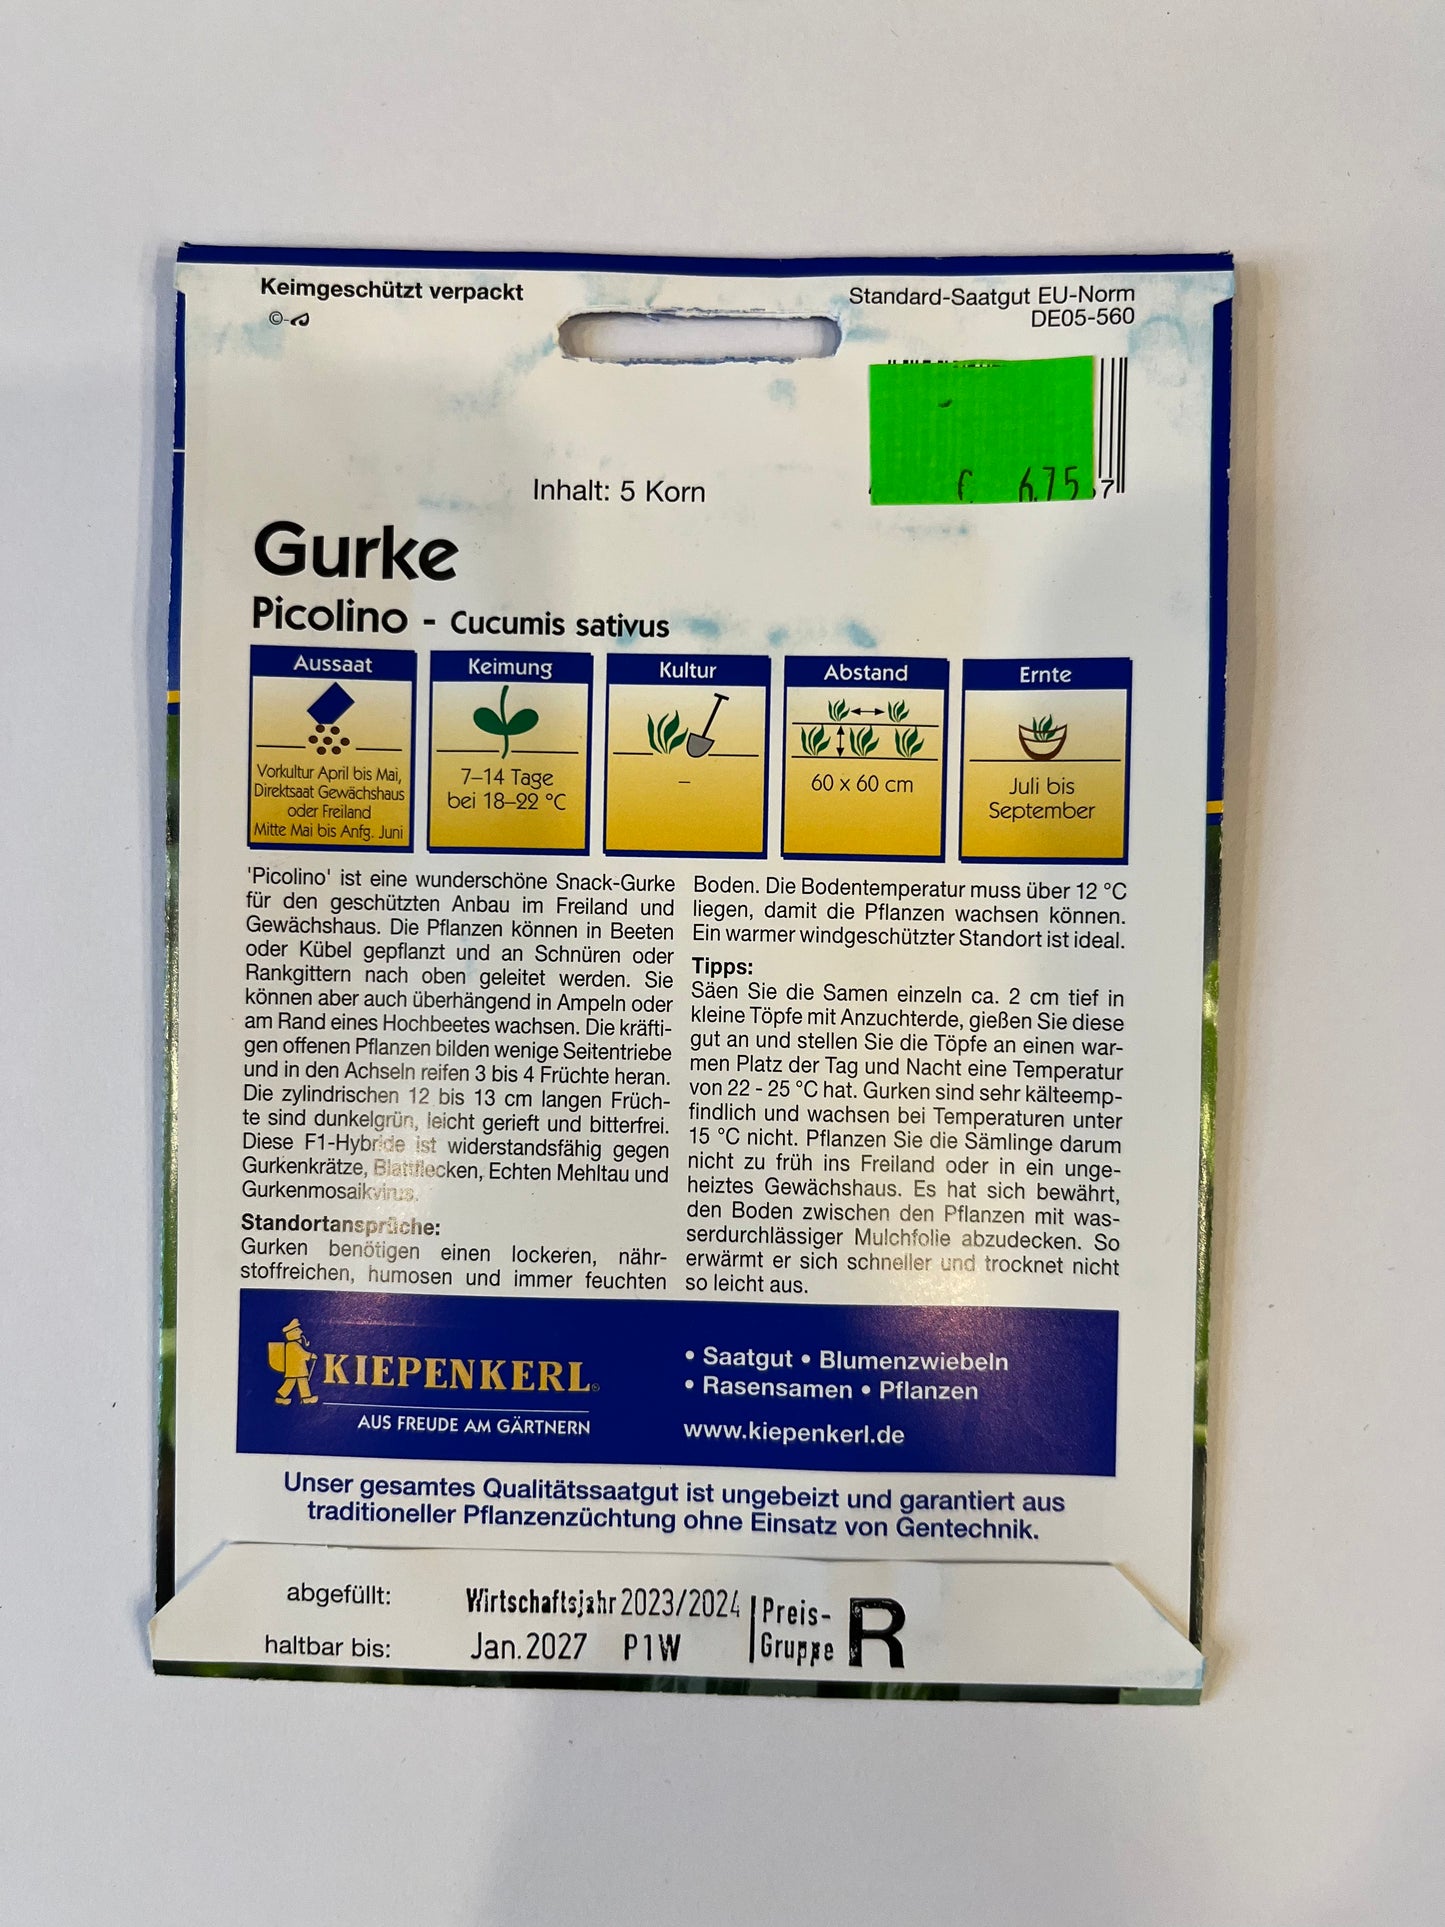 Keimgeschützt verpackt
©-
Standard-Saatgut EU-Norm
DE05-560
€ 6,75
7
Inhalt: 5 Korn
Gurke
Picolino - Cucumis sativus
Aussaat
Vorkultur April bis Mai,
Direktsaat Gewächshaus
oder Freiland
Mitte Mai bis Anfg. Juni
Keimung
7–14 Tage
bei 18–22 °C
Kultur
–
Abstand
60 x 60 cm
Ernte
Juli bis
September
'Picolino' ist eine wunderschöne Snack-Gurke
für den geschützten Anbau im Freiland und
Gewächshaus. Die Pflanzen können in Beeten
oder Kübel gepflanzt und an Schnüren oder
Rankgittern nach oben geleitet werden. Sie
können aber auch überhängend in Ampeln oder
am Rand eines Hochbeetes wachsen. Die kräfti-
gen offenen Pflanzen bilden wenige Seitentriebe
und in den Achseln reifen 3 bis 4 Früchte heran.
Die zylindrischen 12 bis 13 cm langen Früch-
te sind dunkelgrün, leicht gerieft und bitterfrei.
Diese F1-Hybride ist widerstandsfähig gegen
Gurkenkrätze, Blattflecken, Echten Mehltau und
Gurkenmosaikvirus.
Standortansprüche:
Gurken benötigen einen lockeren, nähr-
stoffreichen, humosen und immer feuchten
Boden. Die Bodentemperatur muss über 12 °C
liegen, damit die Pflanzen wachsen können.
Ein warmer windgeschützter Standort ist ideal.
Tipps:
Säen Sie die Samen einzeln ca. 2 cm tief in
kleine Töpfe mit Anzuchterde, gießen Sie diese
gut an und stellen Sie die Töpfe an einen war-
men Platz der Tag und Nacht eine Temperatur
von 22 - 25 °C hat. Gurken sind sehr kälteemp-
findlich und wachsen bei Temperaturen unter
15 °C nicht. Pflanzen Sie die Sämlinge darum
nicht zu früh ins Freiland oder in ein unge-
heiztes Gewächshaus. Es hat sich bewährt,
den Boden zwischen den Pflanzen mit was-
serdurchlässiger Mulchfolie abzudecken. So
erwärmt er sich schneller und trocknet nicht
so leicht aus.
KIEPENKERL®
AUS FREUDE AM GÄRTNERN
• Saatgut • Blumenzwiebeln
• Rasensamen • Pflanzen
www.kiepenkerl.de
Unser gesamtes Qualitätssaatgut ist ungebeizt und garantiert aus
traditioneller Pflanzenzüchtung ohne Einsatz von Gentechnik.
abgefüllt: Wirtschaftsjahr 2023/2024
haltbar bis: Jan.2027 P1W
Preis-
Gruppe R